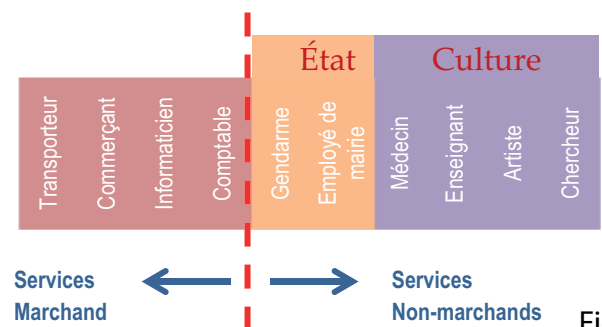 État
Culture
Transporteur
Commerçant
Informaticien
Comptable
Gendarme
Employé de
mairie
Médecin
Enseignant
Artiste
Chercheur
Services
Marchand
Services
Non-marchands
Fi